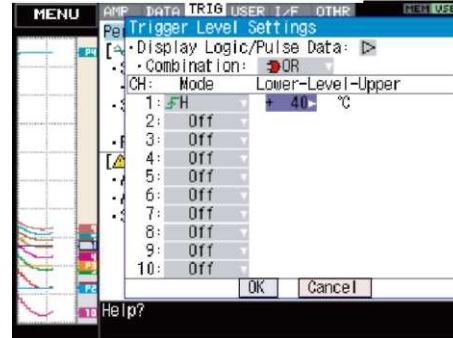 MENU AMP DATA TRIG USER I/F OTHR MEM USE
Trigger Level Settings
・Display Logic/Pulse Data:
・Combination: OR
CH: Mode Lower-Level-Upper
1: H + 40 ℃
2: Off
3: Off
4: Off
5: Off
6: Off
7: Off
8: Off
9: Off
10: Off
OK Cancel
Help?